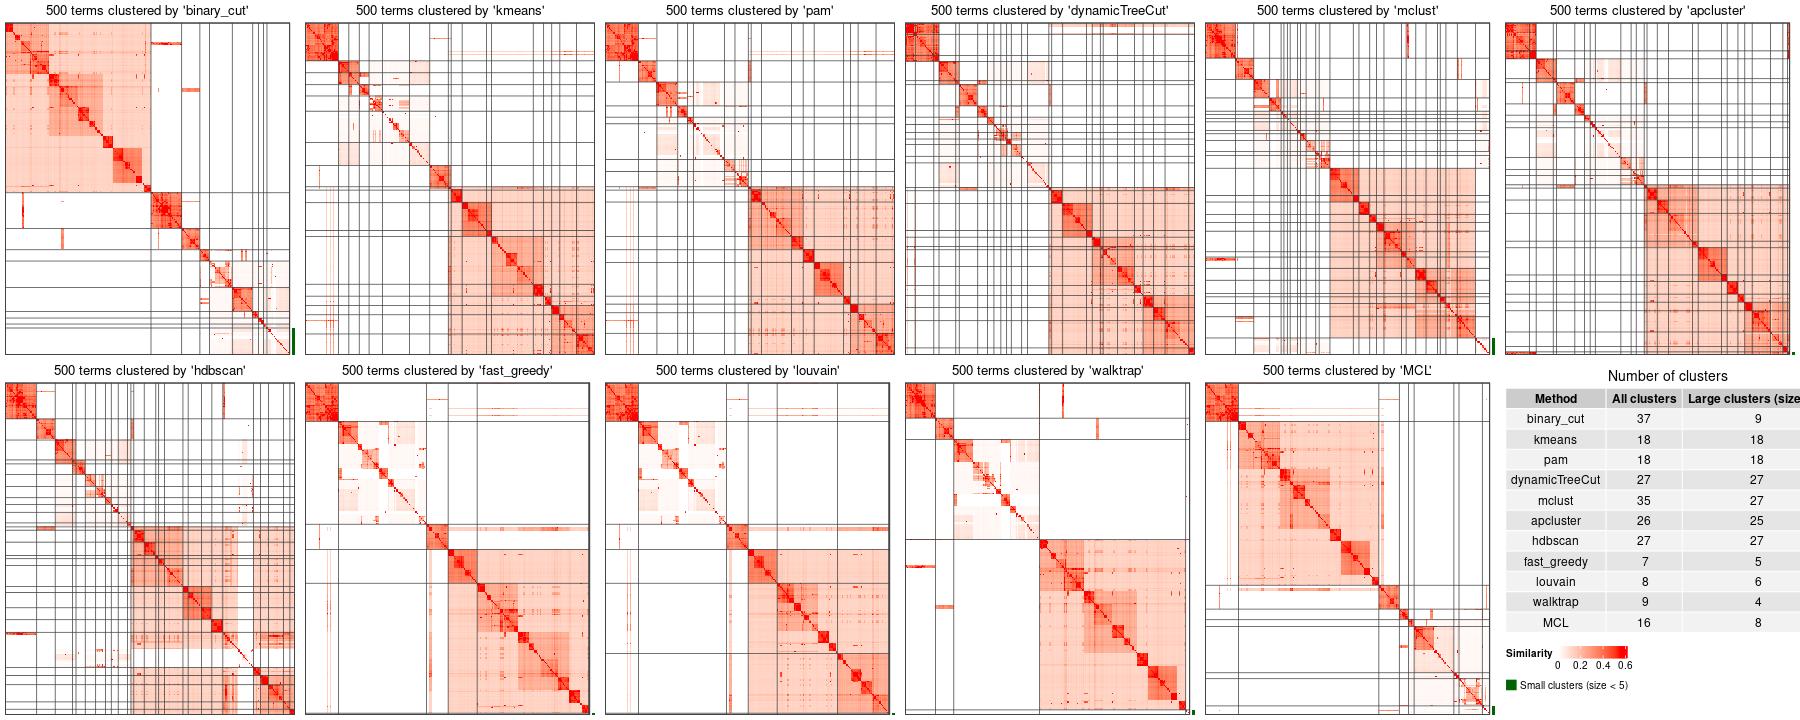 500 terms clustered by 'binary_cut'
500 terms clustered by 'kmeans'
500 terms clustered by 'pam'
500 terms clustered by 'dynamicTreeCut'
500 terms clustered by 'mclust'
500 terms clustered by 'apcluster'
500 terms clustered by 'hdbscan'
500 terms clustered by 'fast_greedy'
500 terms clustered by 'louvain'
500 terms clustered by 'walktrap'
500 terms clustered by 'MCL'
Number of clusters
Method All clusters Large clusters (size
binary_cut 37 9
kmeans 18 18
pam 18 18
dynamicTreeCut 27 27
mclust 35 27
apcluster 26 25
hdbscan 27 27
fast_greedy 7 5
louvain 8 6
walktrap 9 4
MCL 16 8
Similarity
0 0.2 0.4 0.6
Small clusters (size < 5)